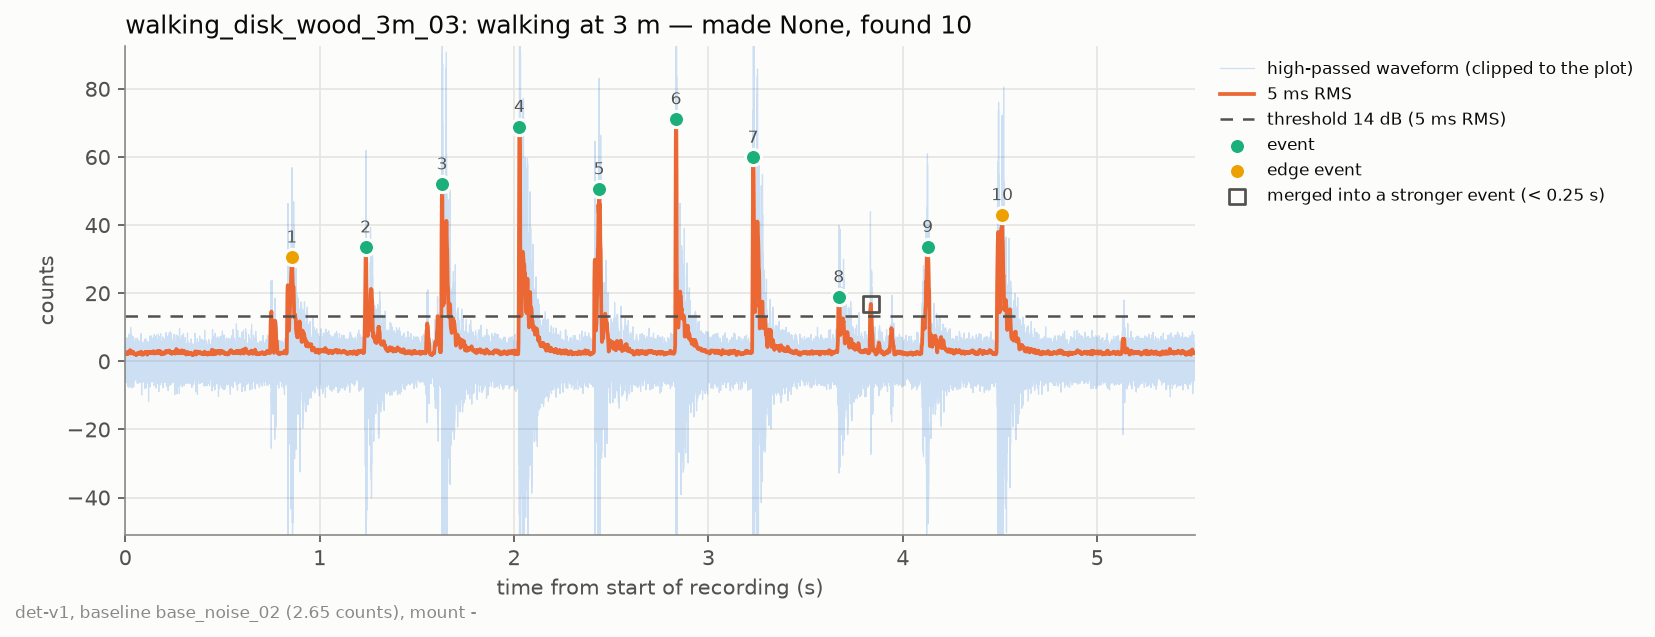 walking_disk_wood_3m_03: walking at 3 m — made None, found 10
high-passed waveform (clipped to the plot)
5 ms RMS
threshold 14 dB (5 ms RMS)
event
edge event
merged into a stronger event (< 0.25 s)
counts
80
60
40
20
0
−20
−40
1
2
3
4
5
6
7
8
9
10
0
1
2
3
4
5
time from start of recording (s)
det-v1, baseline base_noise_02 (2.65 counts), mount -